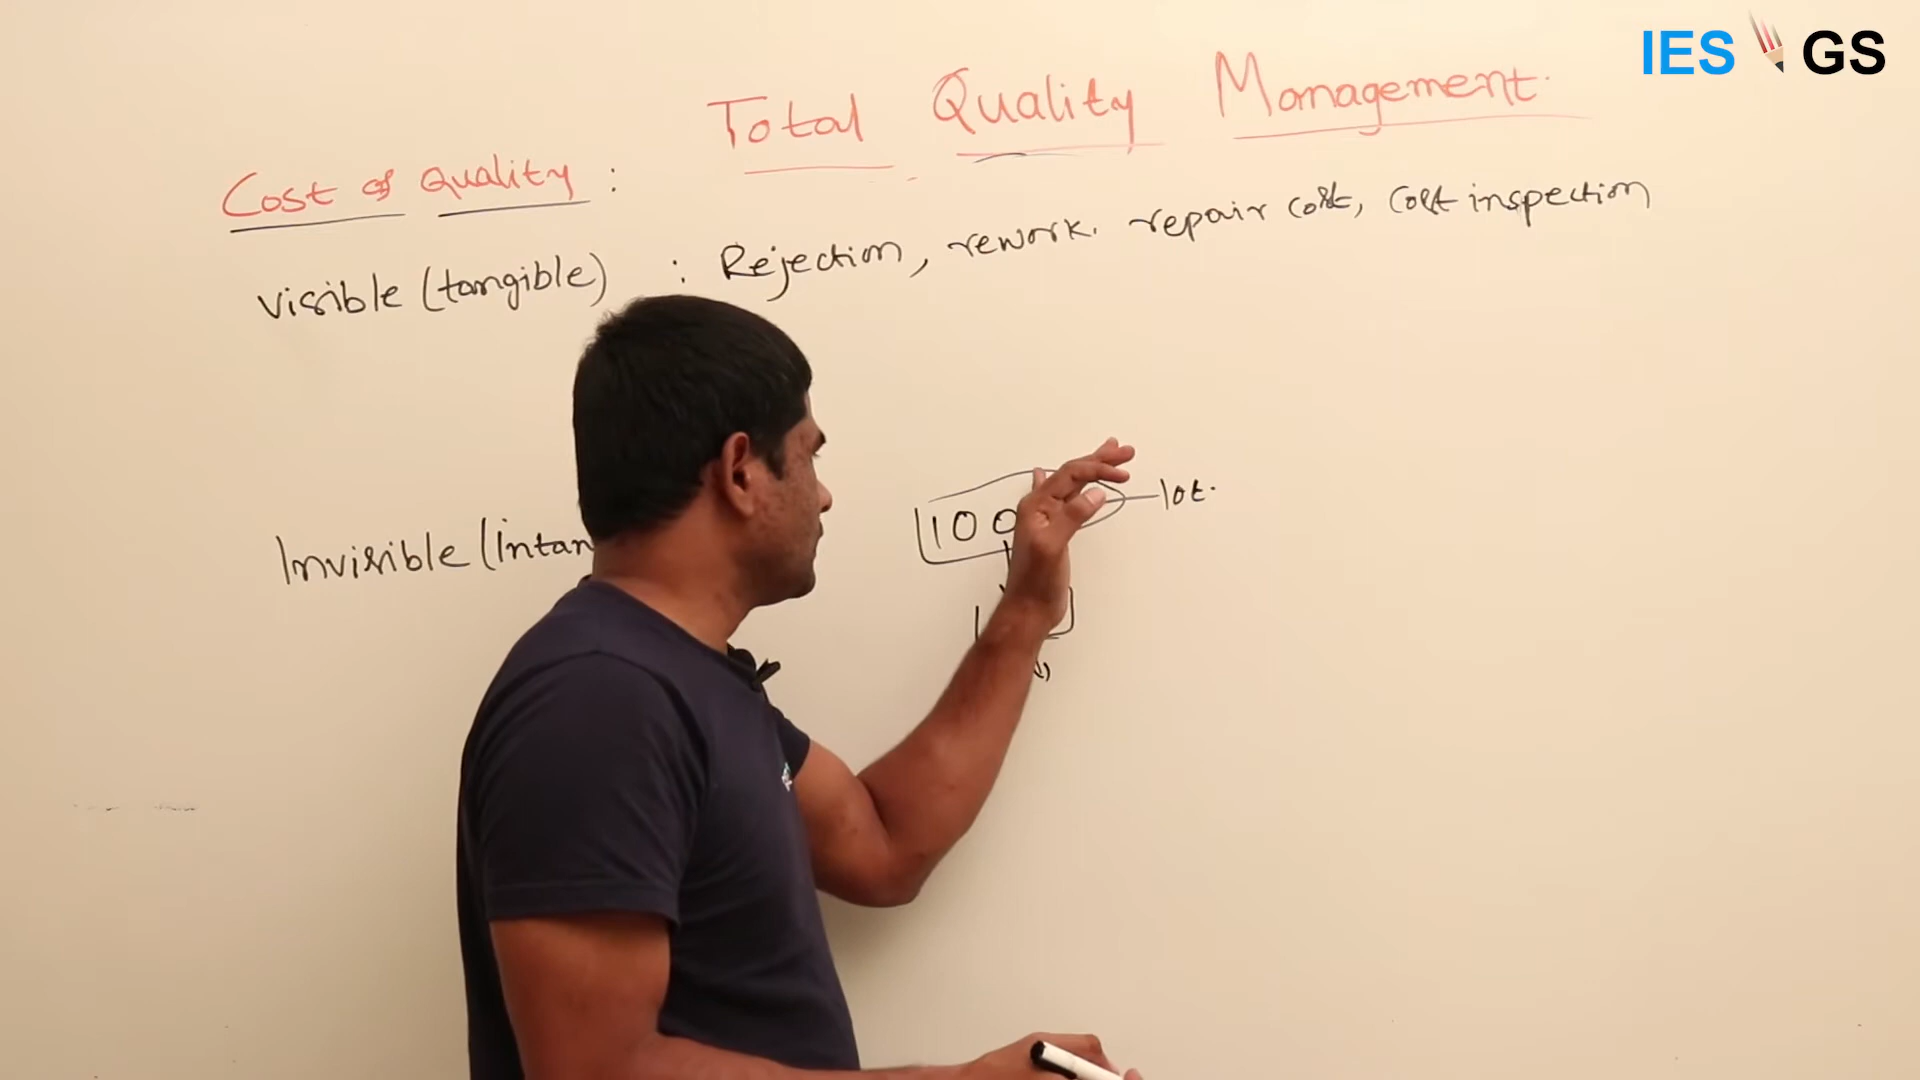 IES GS
Total Quality Management.
Cost of Quality :
Visible (tangible) : Rejection, rework. repair cost, Cost inspection
lot.
100
Invisible (Intan